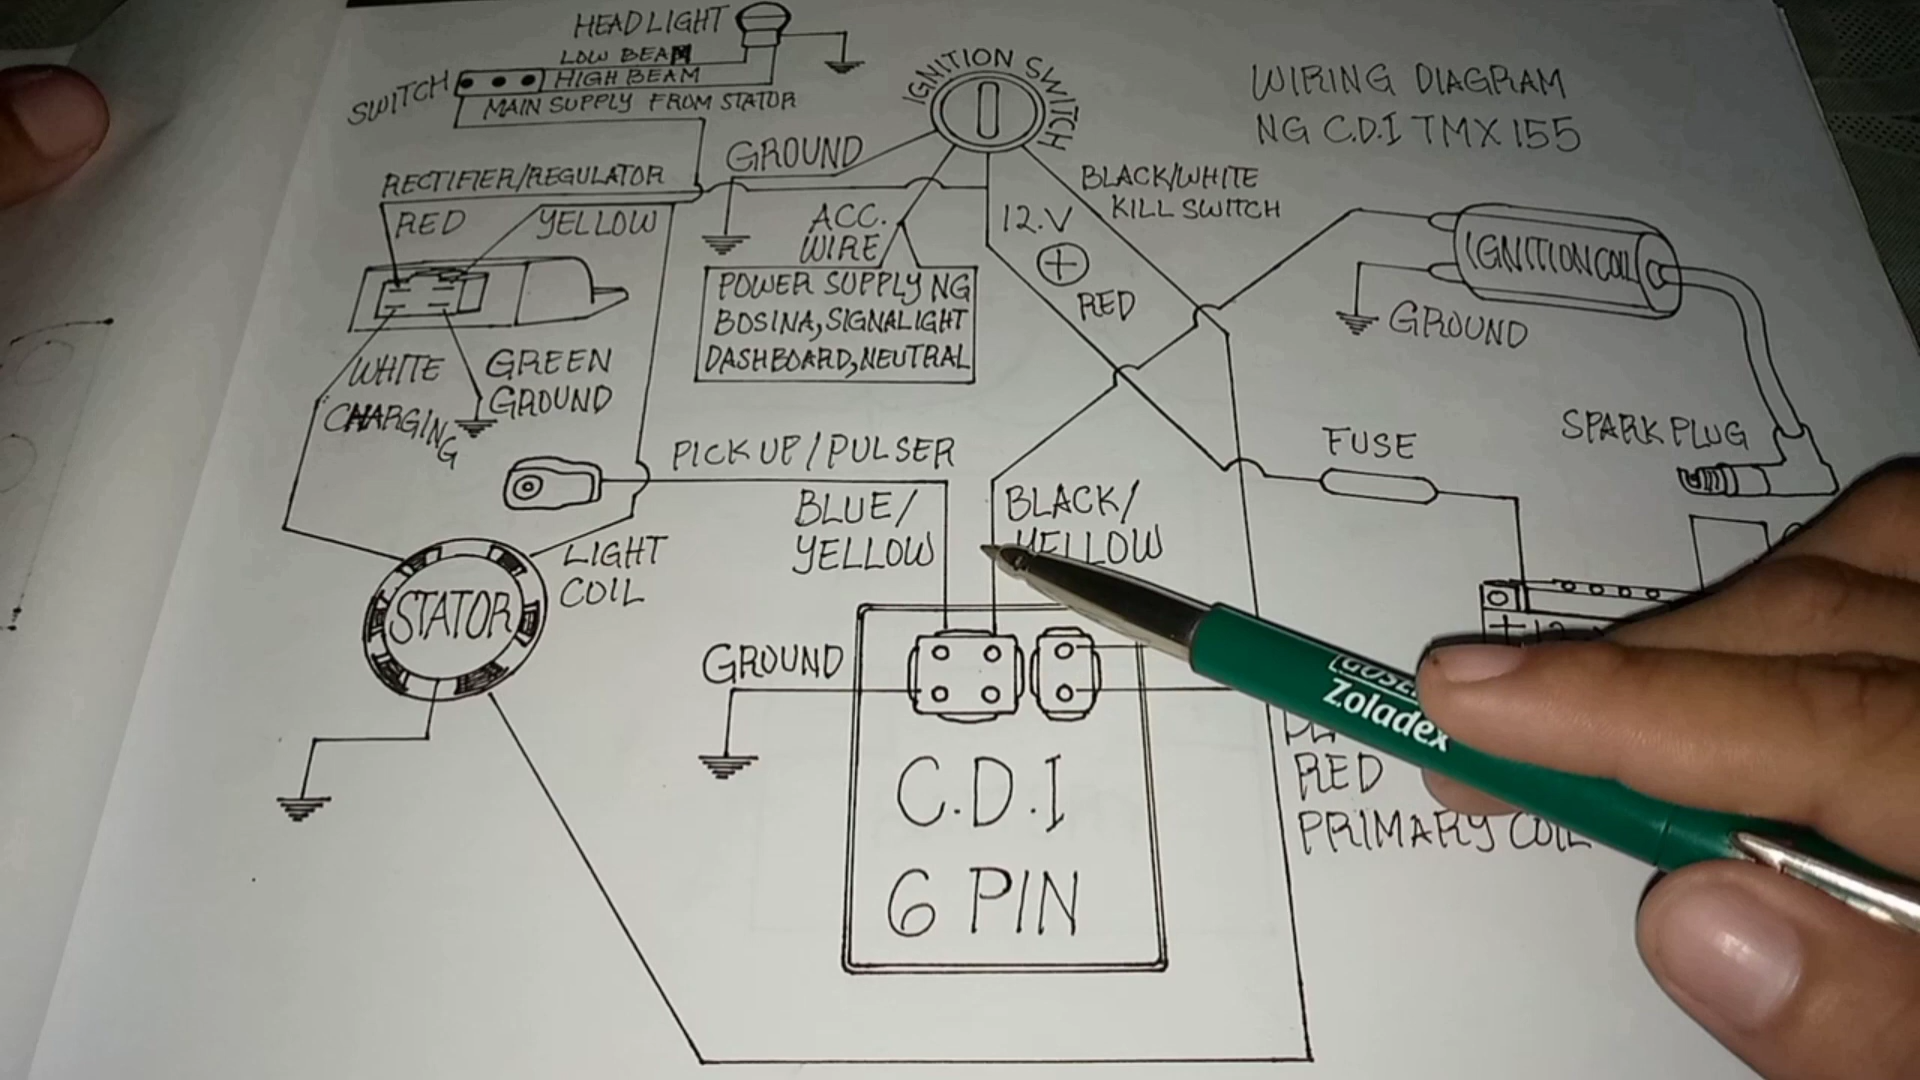 HEADLIGHT
LOW BEAM
SWITCH
HIGH BEAM
MAIN SUPPLY FROM STATOR
IGNITION SWITCH
WIRING DIAGRAM
NG C.D.I TMX 155
GROUND
RECTIFIER/REGULATOR
RED
YELLOW
BLACK/WHITE
KILL SWITCH
ACC.
WIRE
12.V
+
RED
POWER SUPPLY NG
BOSINA, SIGNALIGHT
DASHBOARD, NEUTRAL
IGNITION COIL
GROUND
WHITE
CHARGING
GREEN
GROUND
SPARK PLUG
FUSE
PICK UP/PULSER
BLUE/
YELLOW
BLACK/
YELLOW
LIGHT
COIL
STATOR
GROUND
+
C.D.I
6 PIN
Zoladex
RED
PRIMARY COIL